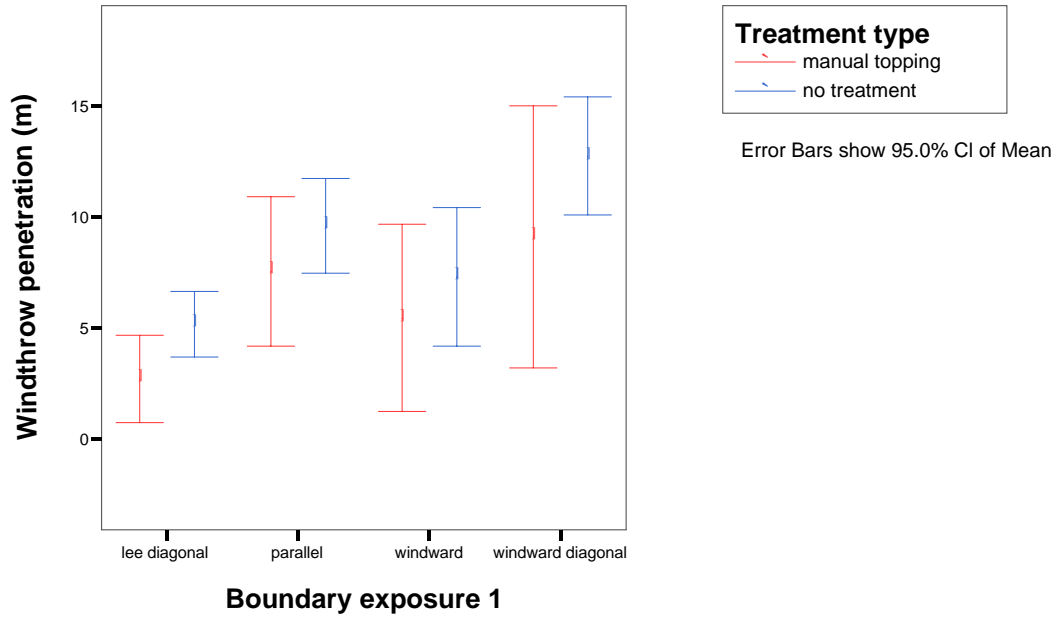 Windthrow penetration (m)
15
10
5
0
lee diagonal
parallel
windward
windward diagonal
Boundary exposure 1
Treatment type
manual topping
no treatment
Error Bars show 95.0% Cl of Mean